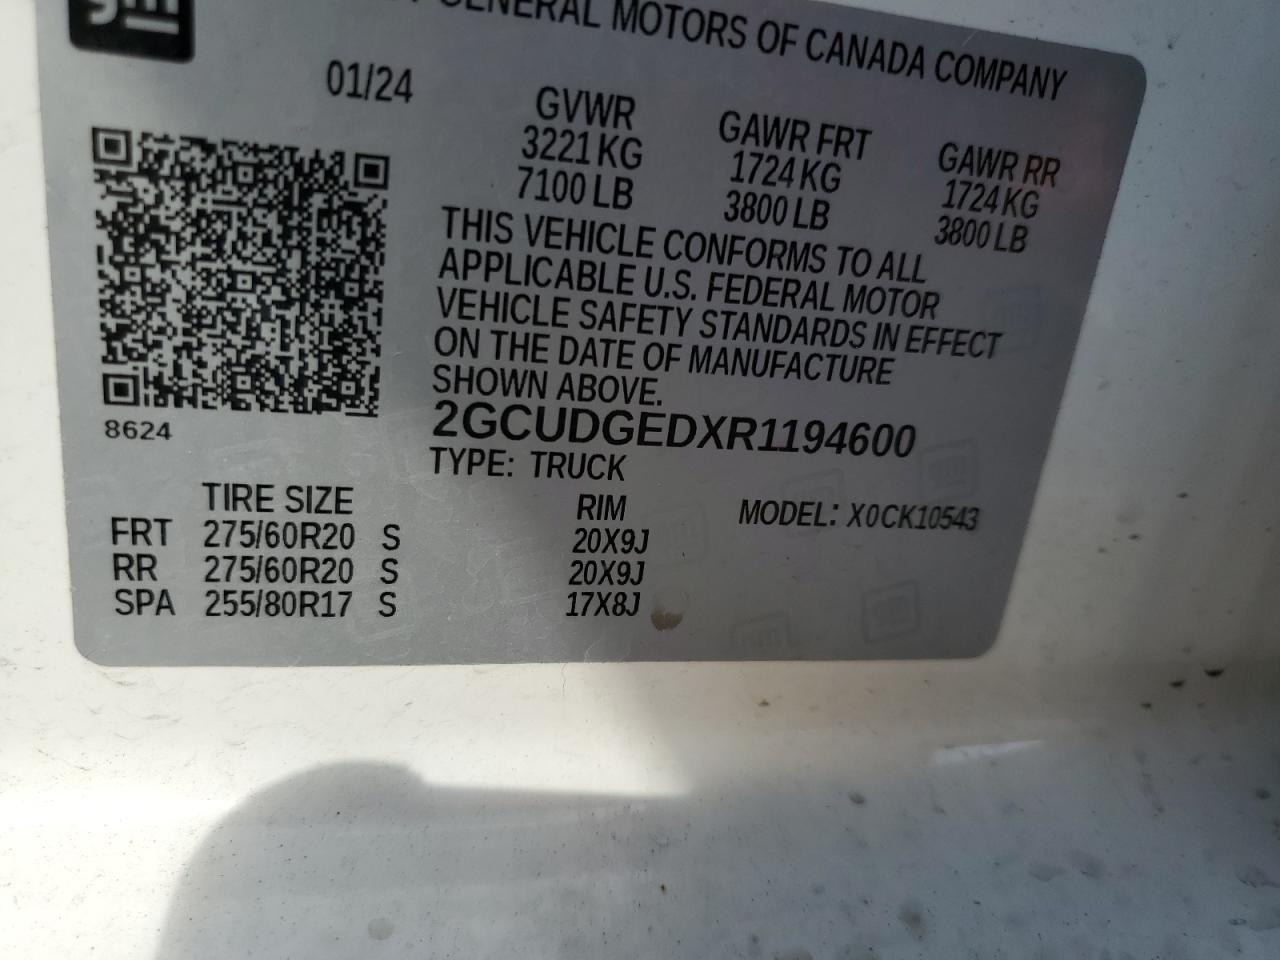 gm
GENERAL MOTORS OF CANADA COMPANY
01/24
GVWR GAWR FRT GAWR RR
3221 KG 1724 KG 1724 KG
7100 LB 3800 LB 3800 LB
THIS VEHICLE CONFORMS TO ALL
APPLICABLE U.S. FEDERAL MOTOR
VEHICLE SAFETY STANDARDS IN EFFECT
ON THE DATE OF MANUFACTURE
SHOWN ABOVE.
8624
2GCUDGEDXR1194600
TYPE: TRUCK
TIRE SIZE RIM MODEL: X0CK10543
FRT 275/60R20 S 20X9J
RR 275/60R20 S 20X9J
SPA 255/80R17 S 17X8J